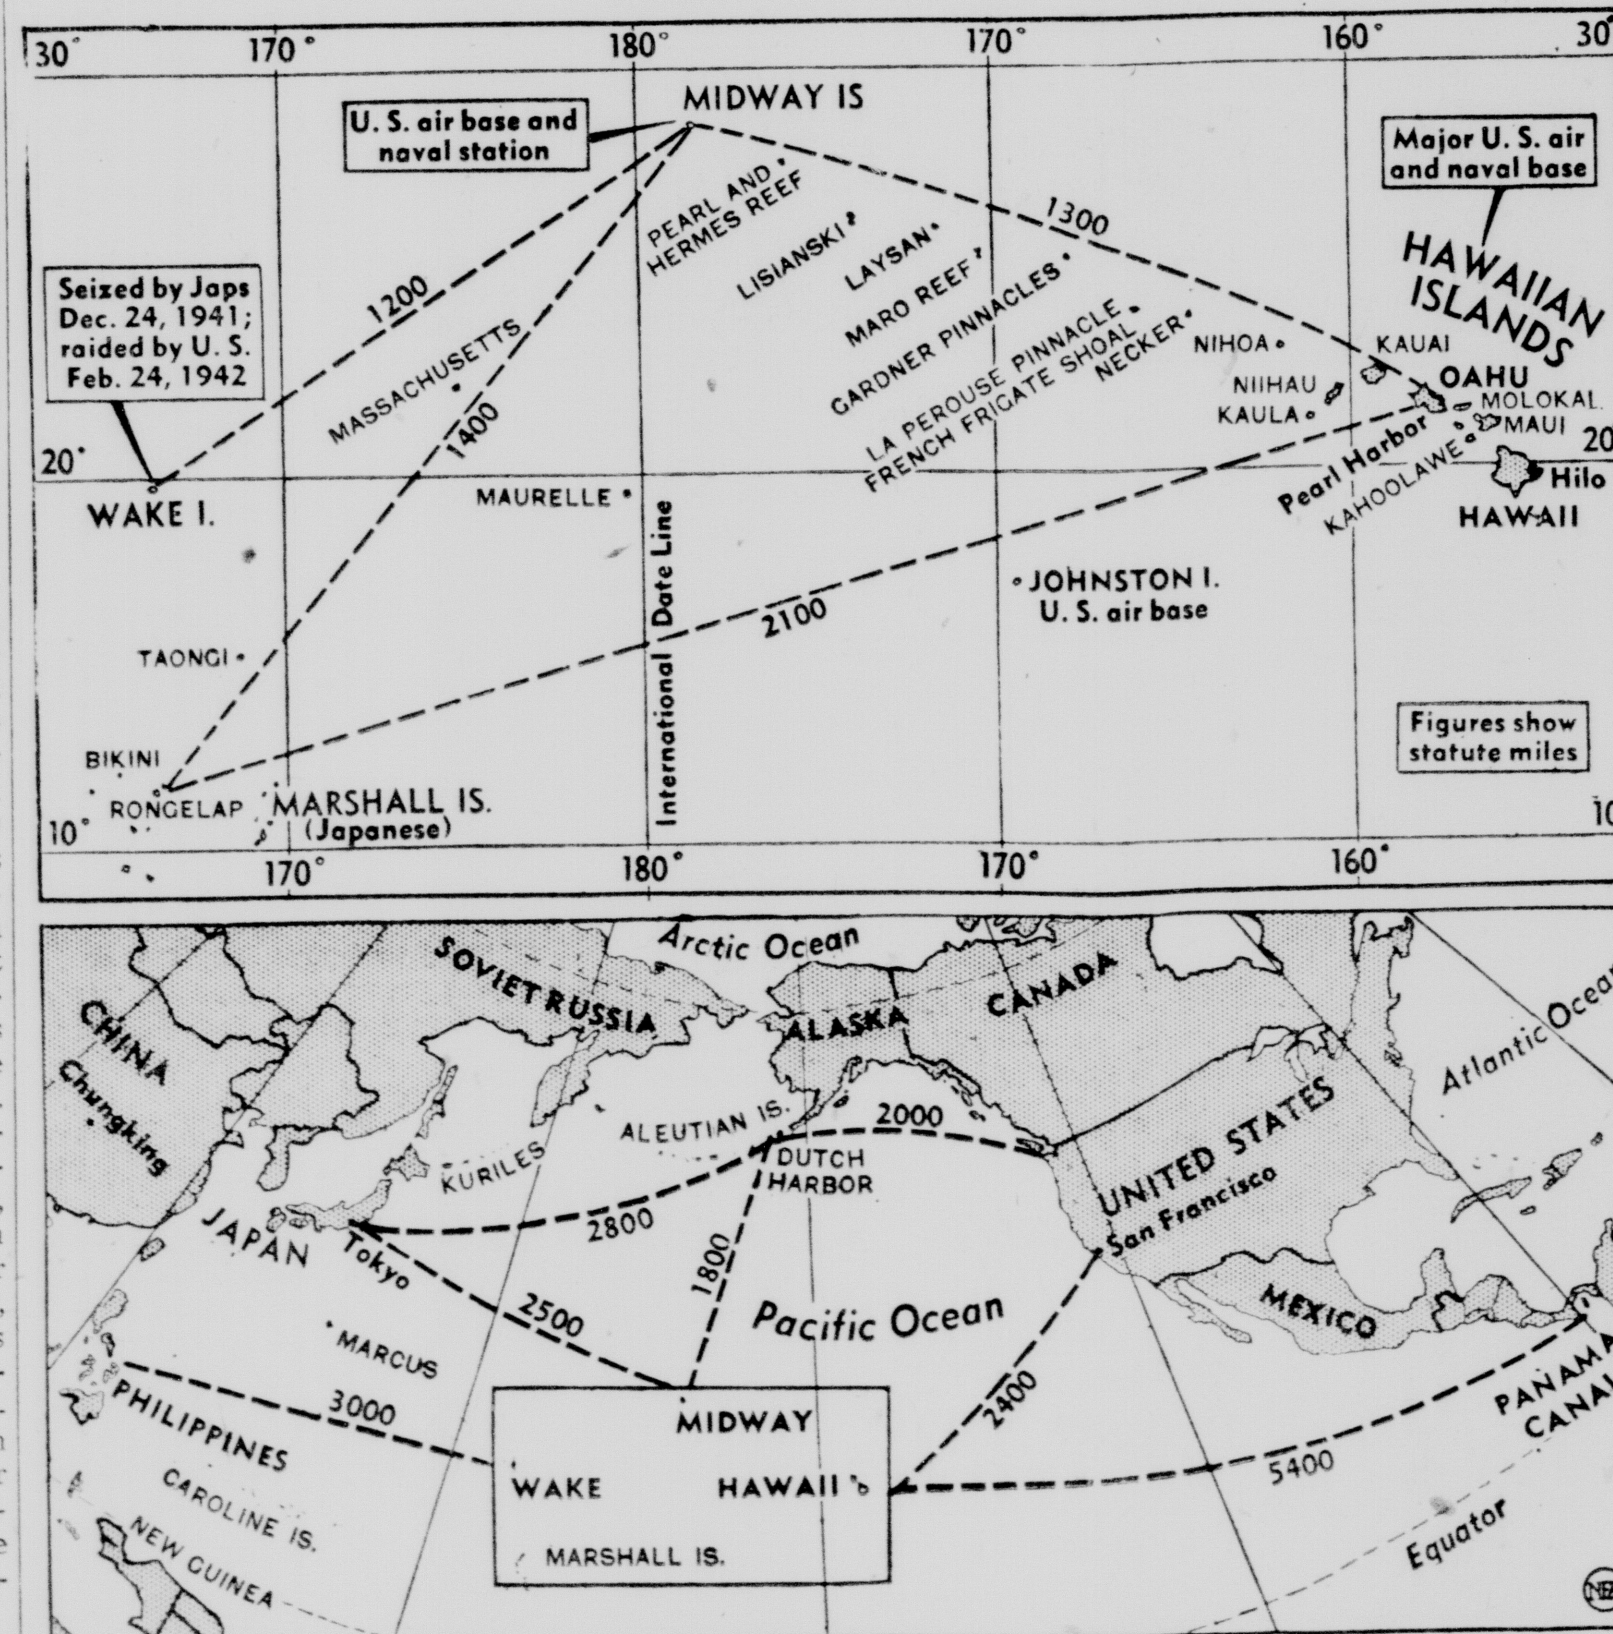 30° 170° 180° 170° 160° 30°
MIDWAY IS
U. S. air base and
naval station
Major U. S. air
and naval base
PEARL AND
HERMES REEF
LISIANSKI
LAYSAN
MARO REEF
GARDNER PINNACLES
LA PEROUSE PINNACLE
FRENCH FRIGATE SHOAL
NECKER
1300
HAWAIIAN
ISLANDS
Seized by Japs
Dec. 24, 1941;
raided by U. S.
Feb. 24, 1942
1200
MASSACHUSETTS
1400
NIHOA
KAUAI
NIIHAU
OAHU
KAULA
MOLOKAI
MAUI
Pearl Harbor
KAHOOLAWE
20° 20
Hilo
HAWAII
WAKE I.
MAURELLE
International Date Line
JOHNSTON I.
U. S. air base
2100
TAONGI
Figures show
statute miles
BIKINI
RONGELAP
MARSHALL IS.
(Japanese)
10° 10
170° 180° 170° 160°
Arctic Ocean
SOVIET RUSSIA
CANADA
ALASKA
CHINA
Chungking
Atlantic Ocean
ALEUTIAN IS.
2000
KURILES
DUTCH
HARBOR
UNITED STATES
San Francisco
2800
JAPAN
Tokyo
1800
2500
Pacific Ocean
MEXICO
MARCUS
2400
PANAMA
CANAL
3000
PHILIPPINES
MIDWAY
WAKE HAWAII
5400
CAROLINE IS.
NEW GUINEA
MARSHALL IS.
Equator
NEA